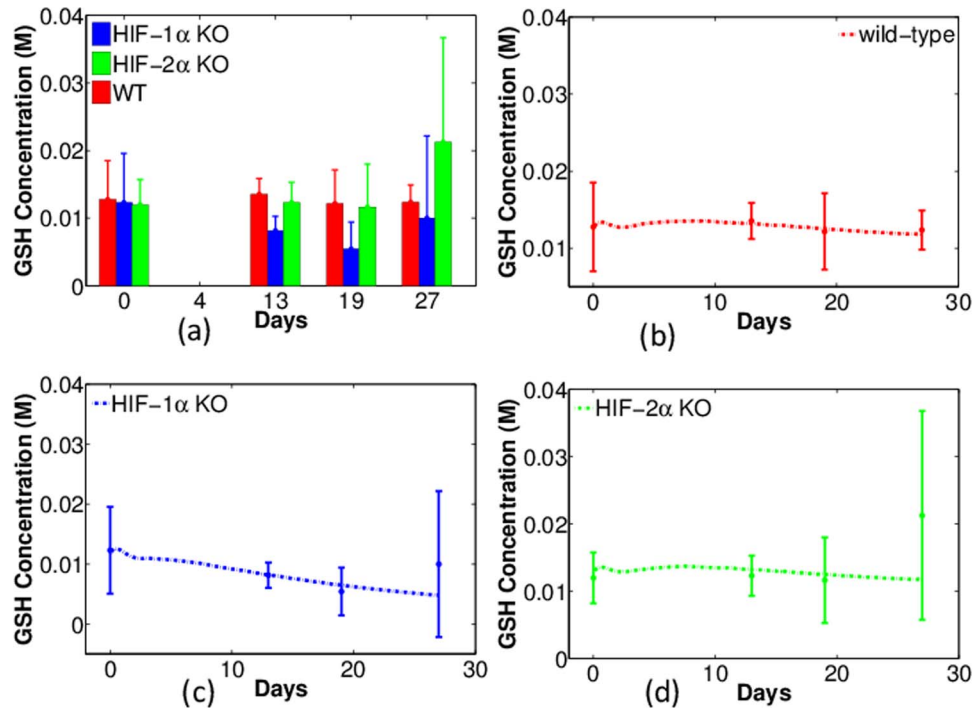 GSH Concentration (M)
0.04
0.03
0.02
0.01
0
HIF-1α KO
HIF-2α KO
WT
0 4 13 19 27
Days
(a)
GSH Concentration (M)
0.04
0.03
0.02
0.01
wild-type
0 10 20 30
Days
(b)
GSH Concentration (M)
0.04
0.03
0.02
0.01
0
HIF-1α KO
0 10 20 30
Days
(c)
GSH Concentration (M)
0.04
0.03
0.02
0.01
0
HIF-2α KO
0 10 20 30
Days
(d)